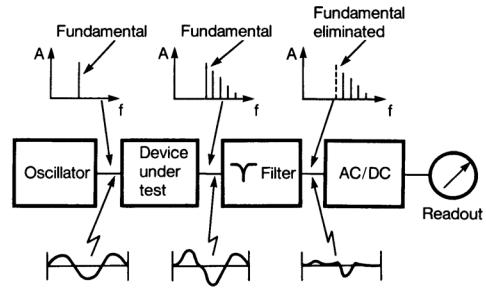 Fundamental
Fundamental
Fundamental
eliminated
A
f
A
f
A
f
Oscillator
Device
under
test
Filter
AC/DC
Readout